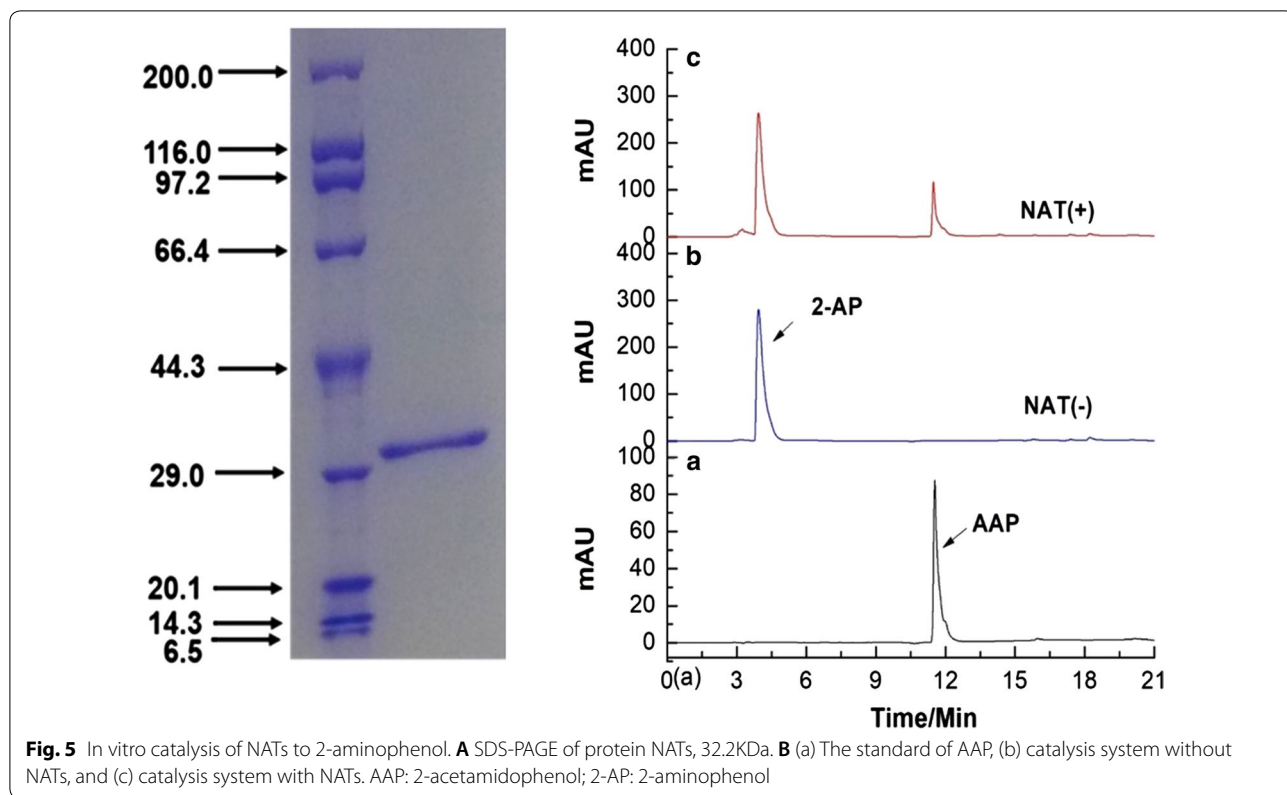 200.0
116.0
97.2
66.4
44.3
29.0
20.1
14.3
6.5
c
400
300
200
100
0
mAU
NAT(+)
b
400
300
200
100
0
mAU
2-AP
NAT(-)
a
100
80
60
40
20
0
mAU
AAP
0(a) 3 6 9 12 15 18 21
Time/Min
Fig. 5 In vitro catalysis of NATs to 2-aminophenol. A SDS-PAGE of protein NATs, 32.2KDa. B (a) The standard of AAP, (b) catalysis system without
NATs, and (c) catalysis system with NATs. AAP: 2-acetamidophenol; 2-AP: 2-aminophenol